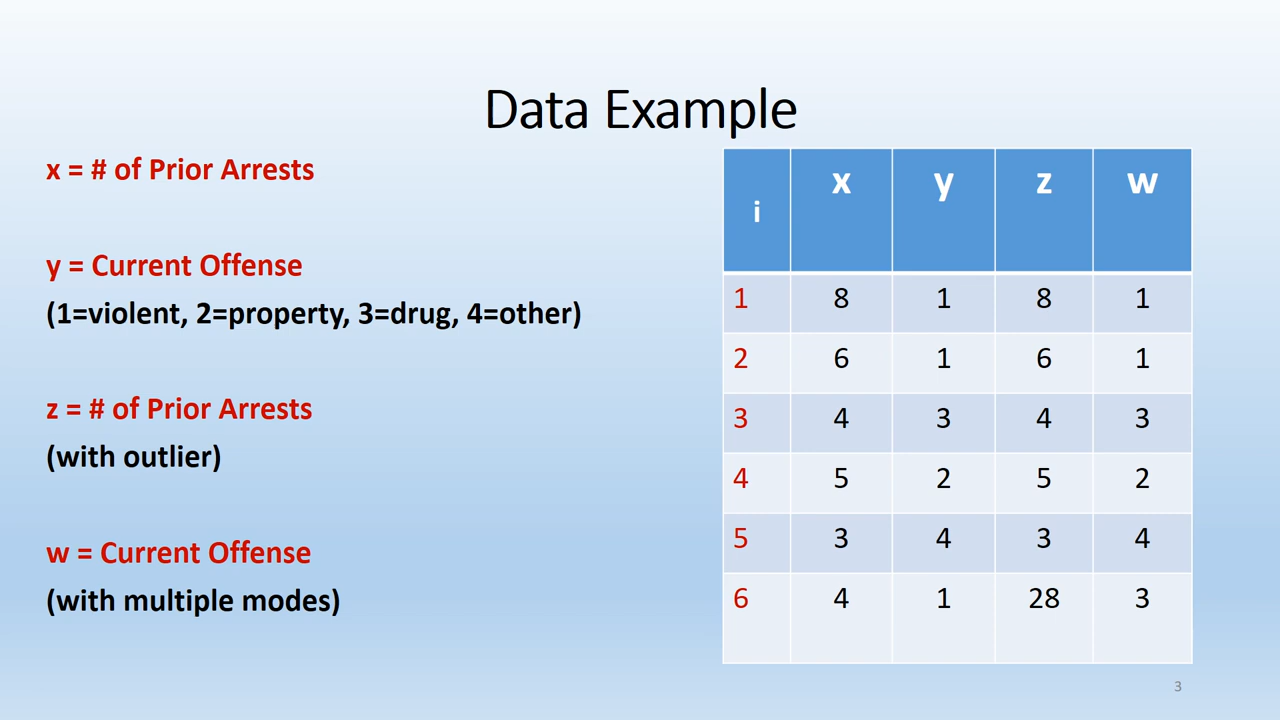 Data Example
x = # of Prior Arrests
y = Current Offense
(1=violent, 2=property, 3=drug, 4=other)
z = # of Prior Arrests
(with outlier)
w = Current Offense
(with multiple modes)
i x y z w
1 8 1 8 1
2 6 1 6 1
3 4 3 4 3
4 5 2 5 2
5 3 4 3 4
6 4 1 28 3
3